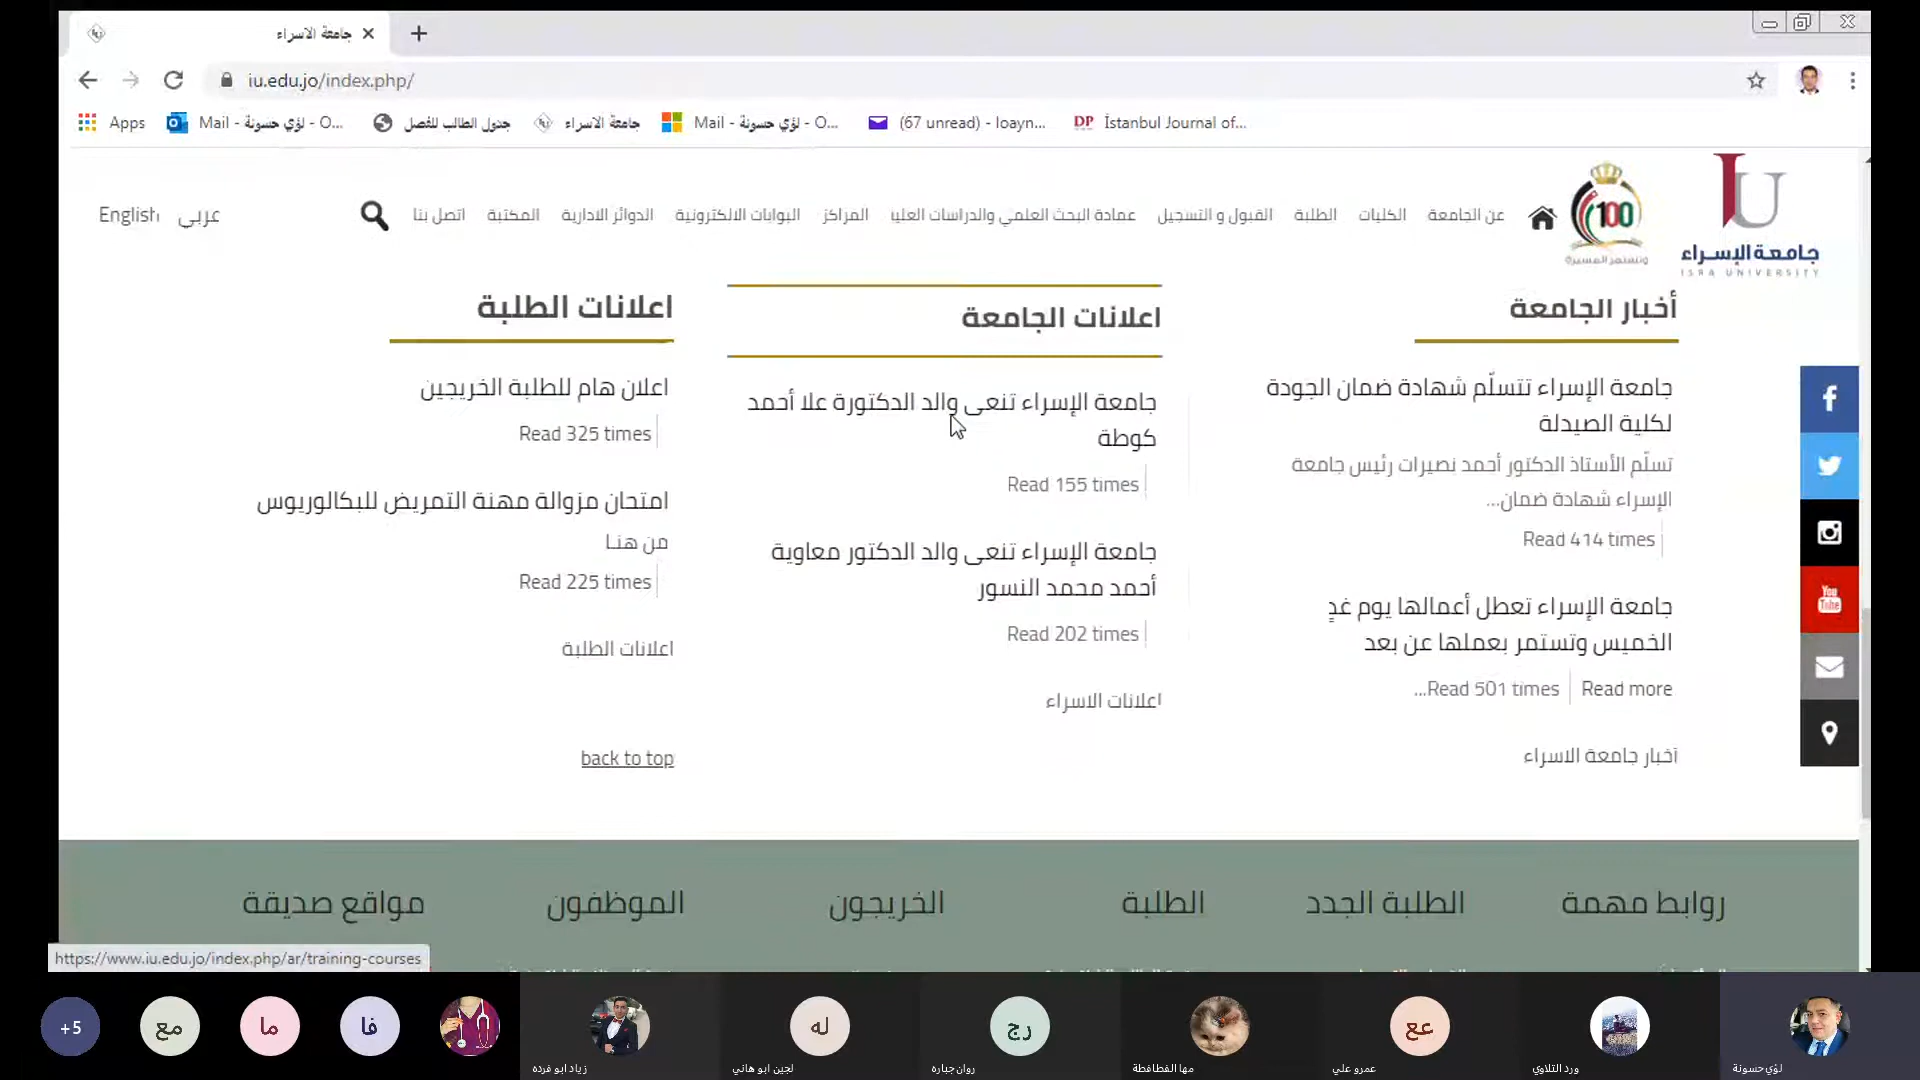 جامعة الاسراء
iu.edu.jo/index.php/
Apps
Mail - لؤي حسونة - O...
جدول الطالب للفصل
جامعة الاسراء
Mail - لؤي حسونة - O...
(67 unread) - loayn...
DP İstanbul Journal of...
English عربي
عن الجامعة
الكليات
الطلبة
القبول و التسجيل
عمادة البحث العلمي والدراسات العليا
المراكز
البوابات الالكترونية
الدوائر الادارية
المكتبة
اتصل بنا
100
وتستمر المسيرة
IU
جامعة الإسراء
ISRA UNIVERSITY
أخبار الجامعة
جامعة الإسراء تتسلّم شهادة ضمان الجودة
لكلية الصيدلة
تسلّم الأستاذ الدكتور أحمد نصيرات رئيس جامعة
الإسراء شهادة ضمان...
Read 414 times
جامعة الإسراء تعطل أعمالها يوم غدٍ
الخميس وتستمر بعملها عن بعد
...Read 501 times Read more
أخبار جامعة الاسراء
اعلانات الجامعة
جامعة الإسراء تنعى والد الدكتورة علا أحمد
كوطة
Read 155 times
جامعة الإسراء تنعى والد الدكتور معاوية
أحمد محمد النسور
Read 202 times
اعلانات الاسراء
اعلانات الطلبة
اعلان هام للطلبة الخريجين
Read 325 times
امتحان مزوالة مهنة التمريض للبكالوريوس
من هنـا
Read 225 times
اعلانات الطلبة
back to top
You
Tube
روابط مهمة
الطلبة الجدد
الطلبة
الخريجون
الموظفون
مواقع صديقة
https://www.iu.edu.jo/index.php/ar/training-courses
+5
مع
ما
فا
زياد ابو فرده
له
لجين ابو هاني
رج
روان جباره
مها القطاقطة
عع
عمرو علي
ورد التلاوي
لؤي حسونة